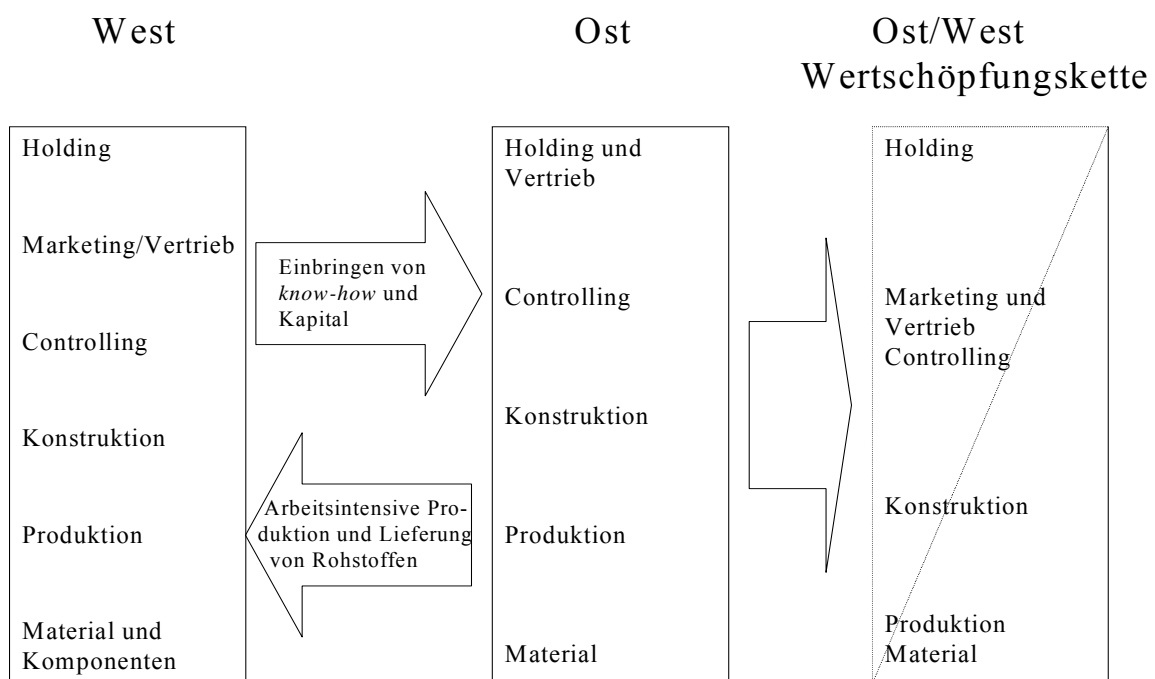 West
Ost
Ost/West
Wertschöpfungskette
Holding
Marketing/Vertrieb
Controlling
Konstruktion
Produktion
Material und
Komponenten
Einbringen von
know-how und
Kapital
Arbeitsintensive Pro-
duktion und Lieferung
von Rohstoffen
Holding und
Vertrieb
Controlling
Konstruktion
Produktion
Material
Holding
Marketing und
Vertrieb
Controlling
Konstruktion
Produktion
Material